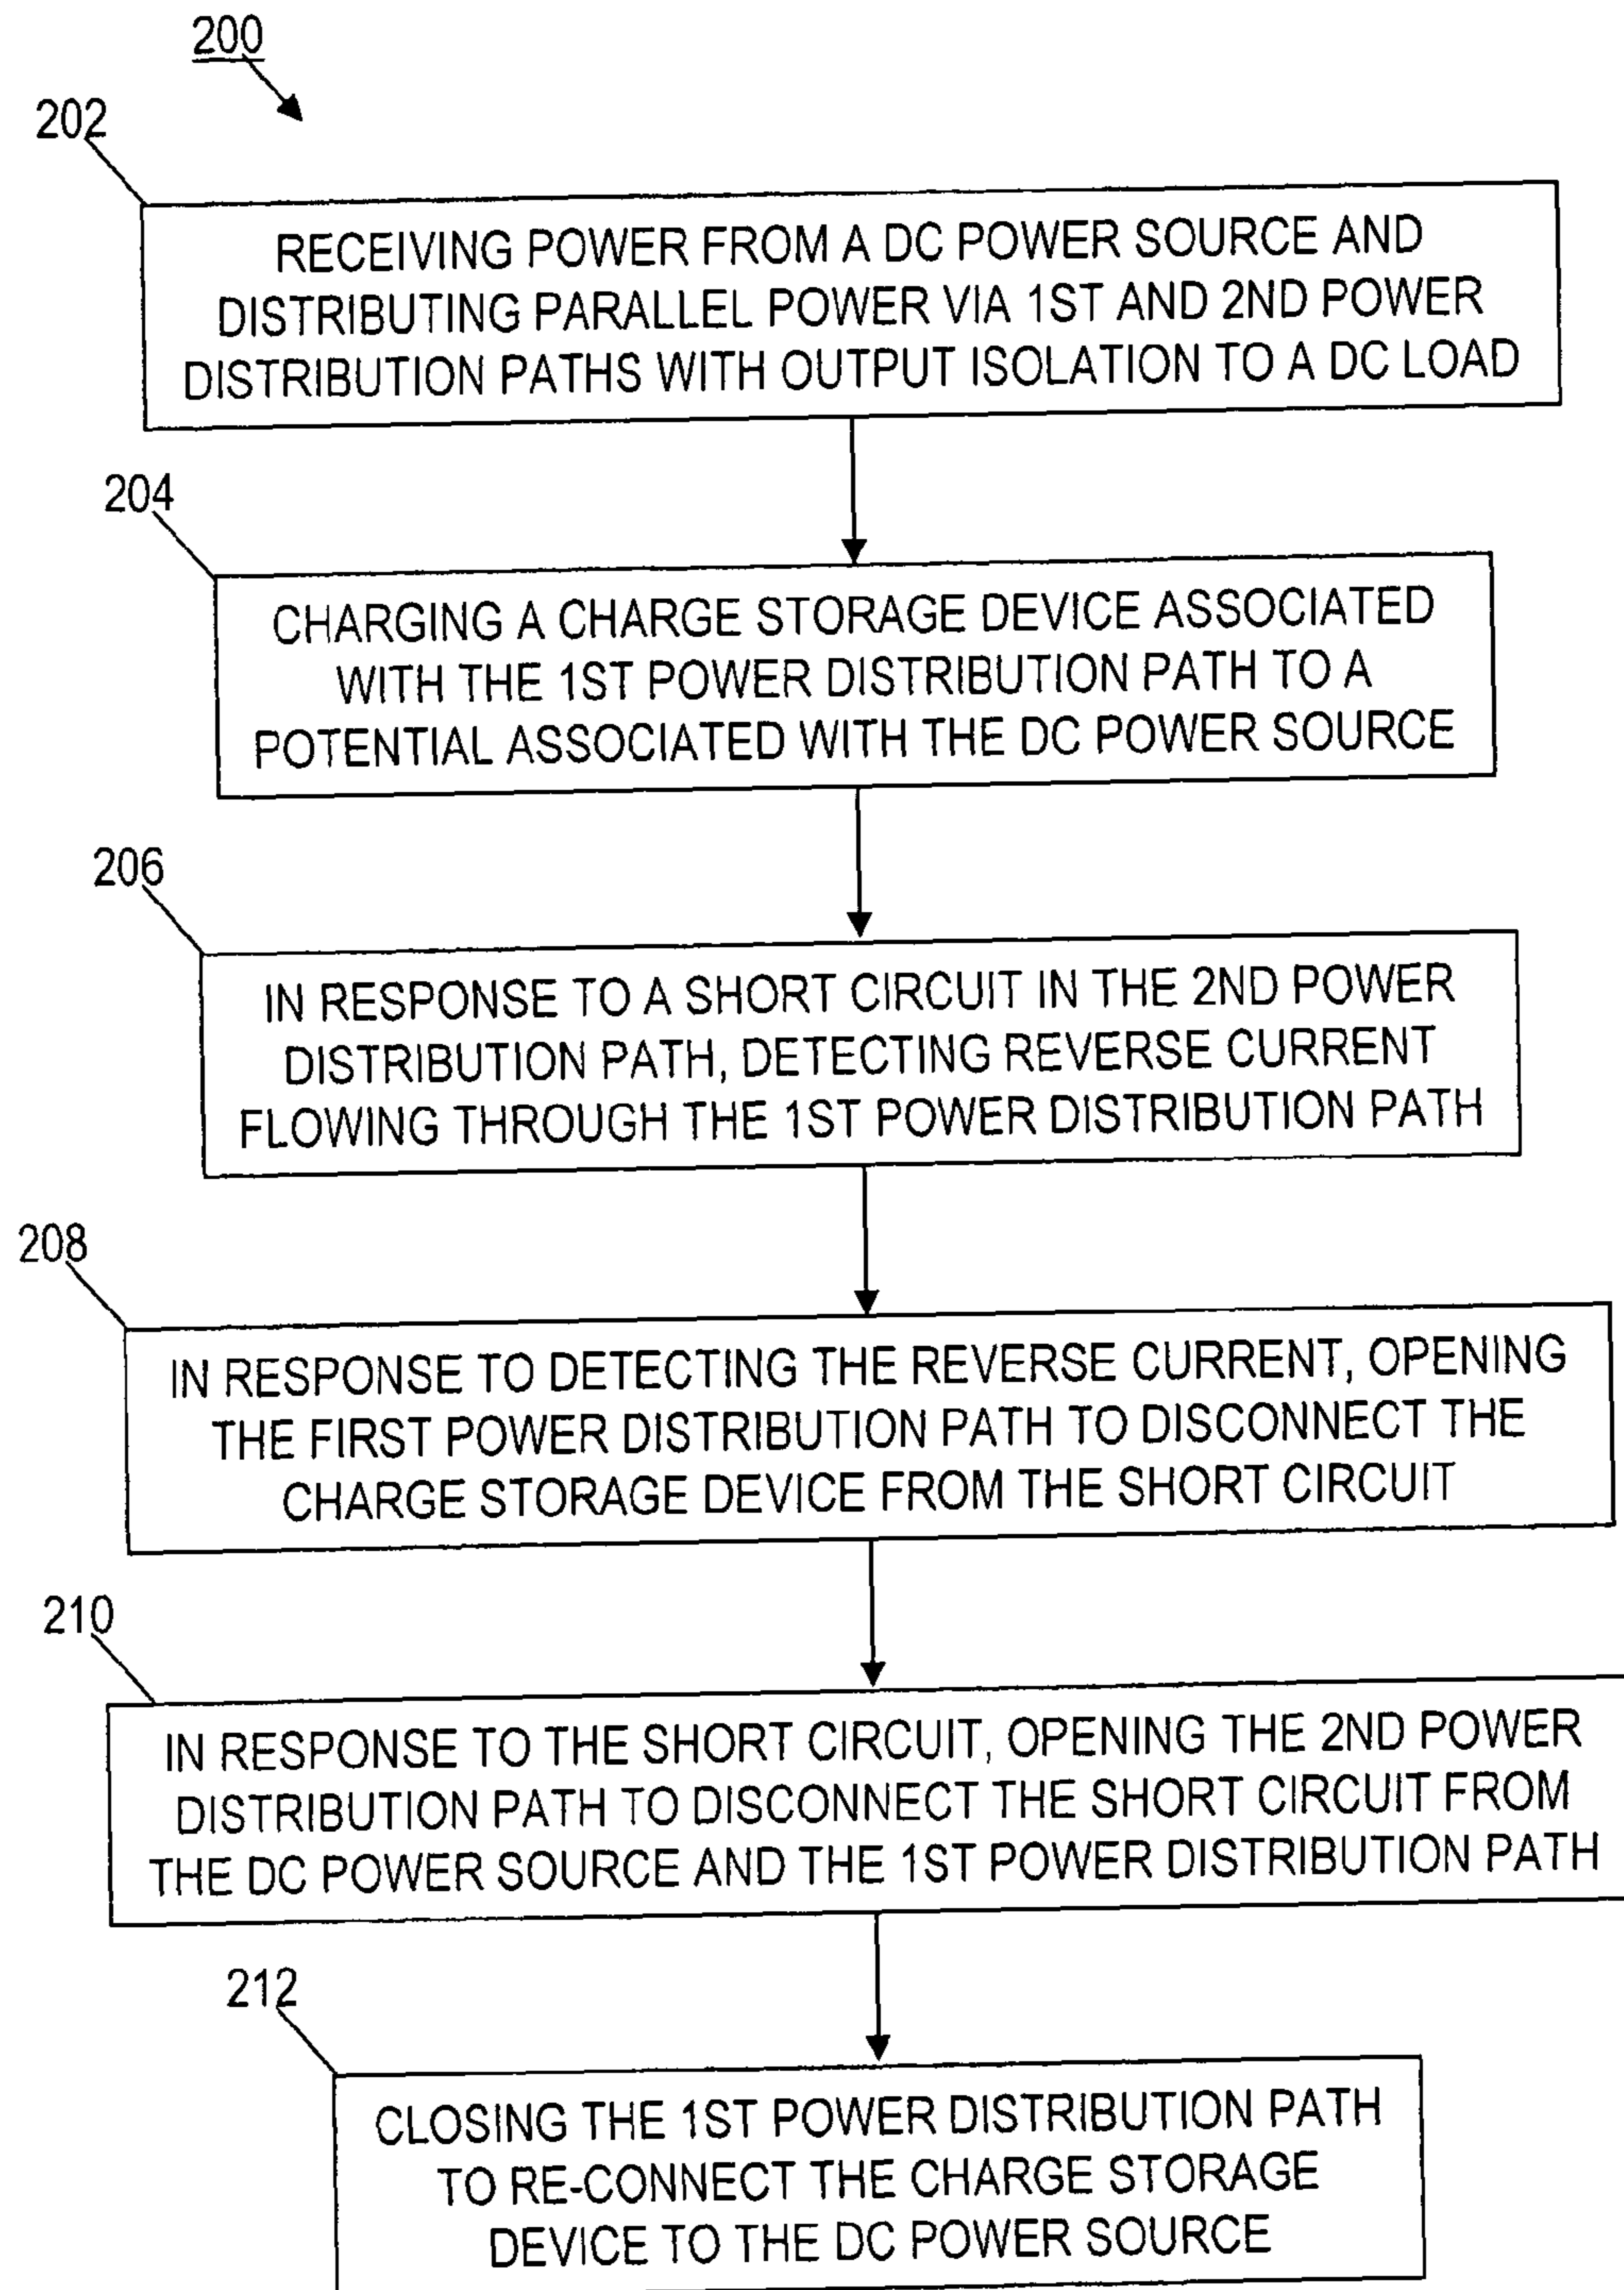 200
202
RECEIVING POWER FROM A DC POWER SOURCE AND
DISTRIBUTING PARALLEL POWER VIA 1ST AND 2ND POWER
DISTRIBUTION PATHS WITH OUTPUT ISOLATION TO A DC LOAD
204
CHARGING A CHARGE STORAGE DEVICE ASSOCIATED
WITH THE 1ST POWER DISTRIBUTION PATH TO A
POTENTIAL ASSOCIATED WITH THE DC POWER SOURCE
206
IN RESPONSE TO A SHORT CIRCUIT IN THE 2ND POWER
DISTRIBUTION PATH, DETECTING REVERSE CURRENT
FLOWING THROUGH THE 1ST POWER DISTRIBUTION PATH
208
IN RESPONSE TO DETECTING THE REVERSE CURRENT, OPENING
THE FIRST POWER DISTRIBUTION PATH TO DISCONNECT THE
CHARGE STORAGE DEVICE FROM THE SHORT CIRCUIT
210
IN RESPONSE TO THE SHORT CIRCUIT, OPENING THE 2ND POWER
DISTRIBUTION PATH TO DISCONNECT THE SHORT CIRCUIT FROM
THE DC POWER SOURCE AND THE 1ST POWER DISTRIBUTION PATH
212
CLOSING THE 1ST POWER DISTRIBUTION PATH
TO RE-CONNECT THE CHARGE STORAGE
DEVICE TO THE DC POWER SOURCE